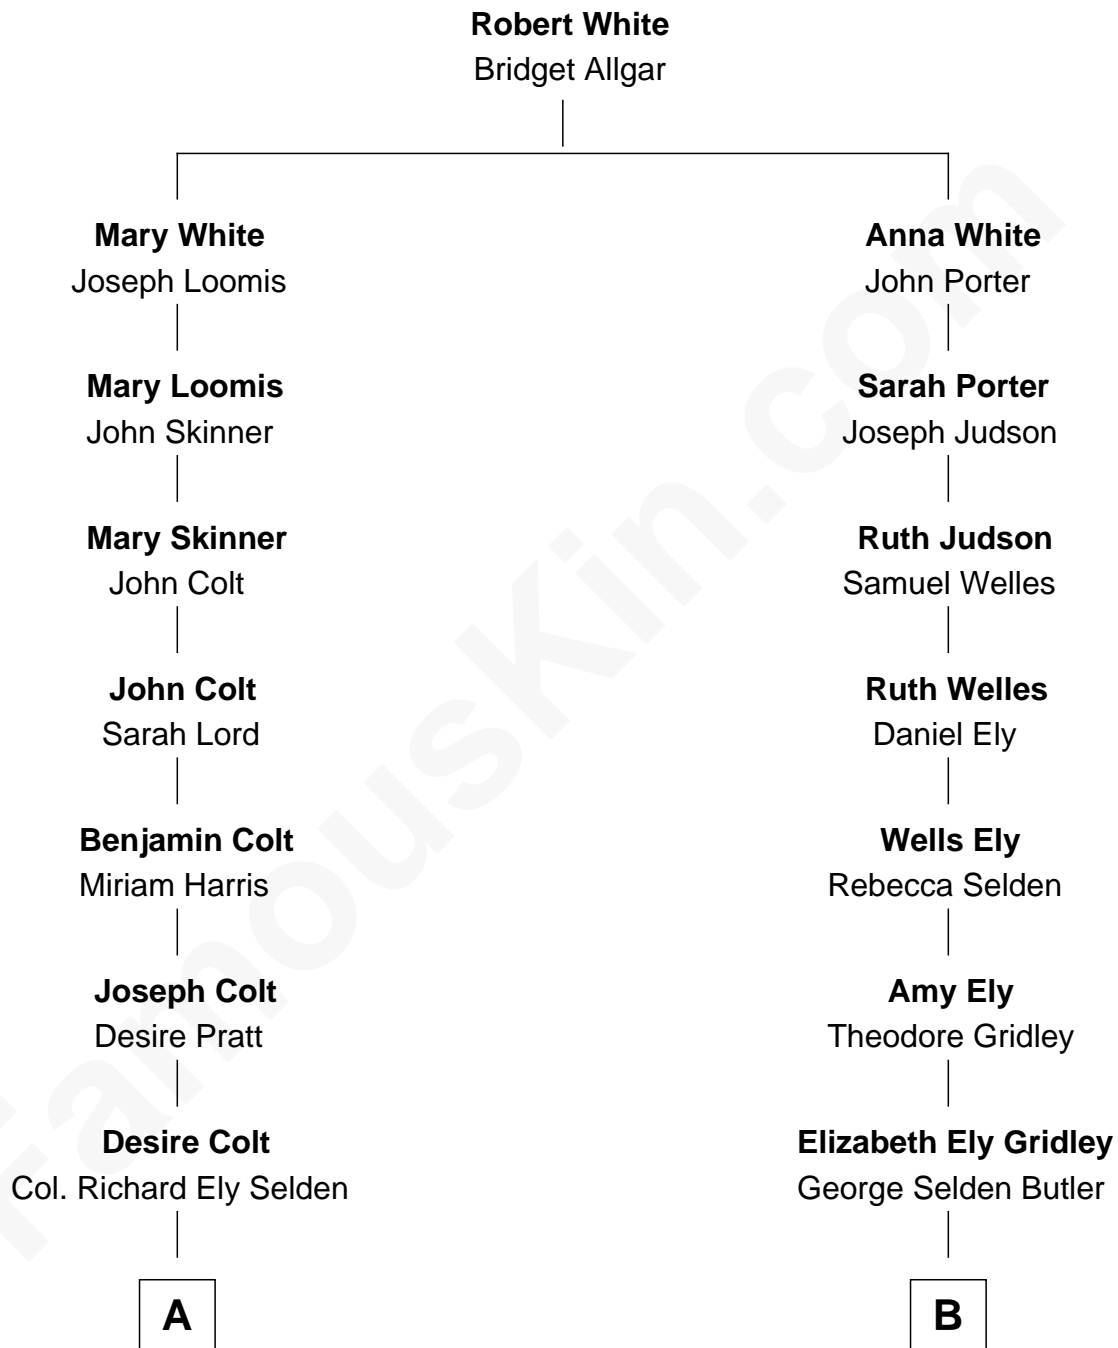 Robert White
Bridget Allgar
Mary White
Joseph Loomis
Anna White
John Porter
Mary Loomis
John Skinner
Sarah Porter
Joseph Judson
Mary Skinner
John Colt
Ruth Judson
Samuel Welles
John Colt
Sarah Lord
Ruth Welles
Daniel Ely
Benjamin Colt
Miriam Harris
Wells Ely
Rebecca Selden
Joseph Colt
Desire Pratt
Amy Ely
Theodore Gridley
Desire Colt
Col. Richard Ely Selden
Elizabeth Ely Gridley
George Selden Butler
A
B
FamousKin.com